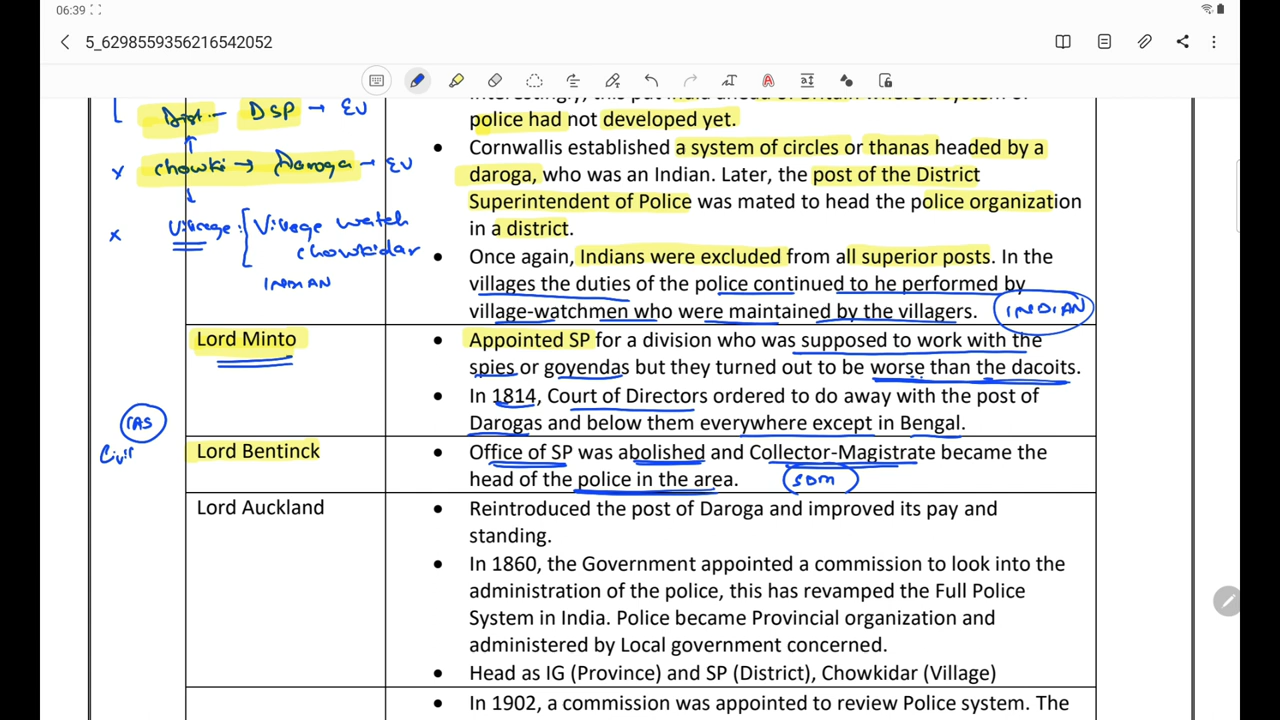 06:39
5_6298559356216542052
Dist. - DSP → EU
police had not developed yet.
Cornwallis established a system of circles or thanas headed by a
daroga, who was an Indian. Later, the post of the District
Superintendent of Police was mated to head the police organization
in a district.
x chowki → Daroga → EU
x Village : [ Village watch
chowkidar
INDIAN
Once again, Indians were excluded from all superior posts. In the
villages the duties of the police continued to he performed by
village-watchmen who were maintained by the villagers. INDIAN
Lord Minto
Appointed SP for a division who was supposed to work with the
spies or goyendas but they turned out to be worse than the dacoits.
In 1814, Court of Directors ordered to do away with the post of
Darogas and below them everywhere except in Bengal.
IAS
Civil
Lord Bentinck
Office of SP was abolished and Collector-Magistrate became the
head of the police in the area. SDM
Lord Auckland
Reintroduced the post of Daroga and improved its pay and
standing.
In 1860, the Government appointed a commission to look into the
administration of the police, this has revamped the Full Police
System in India. Police became Provincial organization and
administered by Local government concerned.
Head as IG (Province) and SP (District), Chowkidar (Village)
In 1902, a commission was appointed to review Police system. The